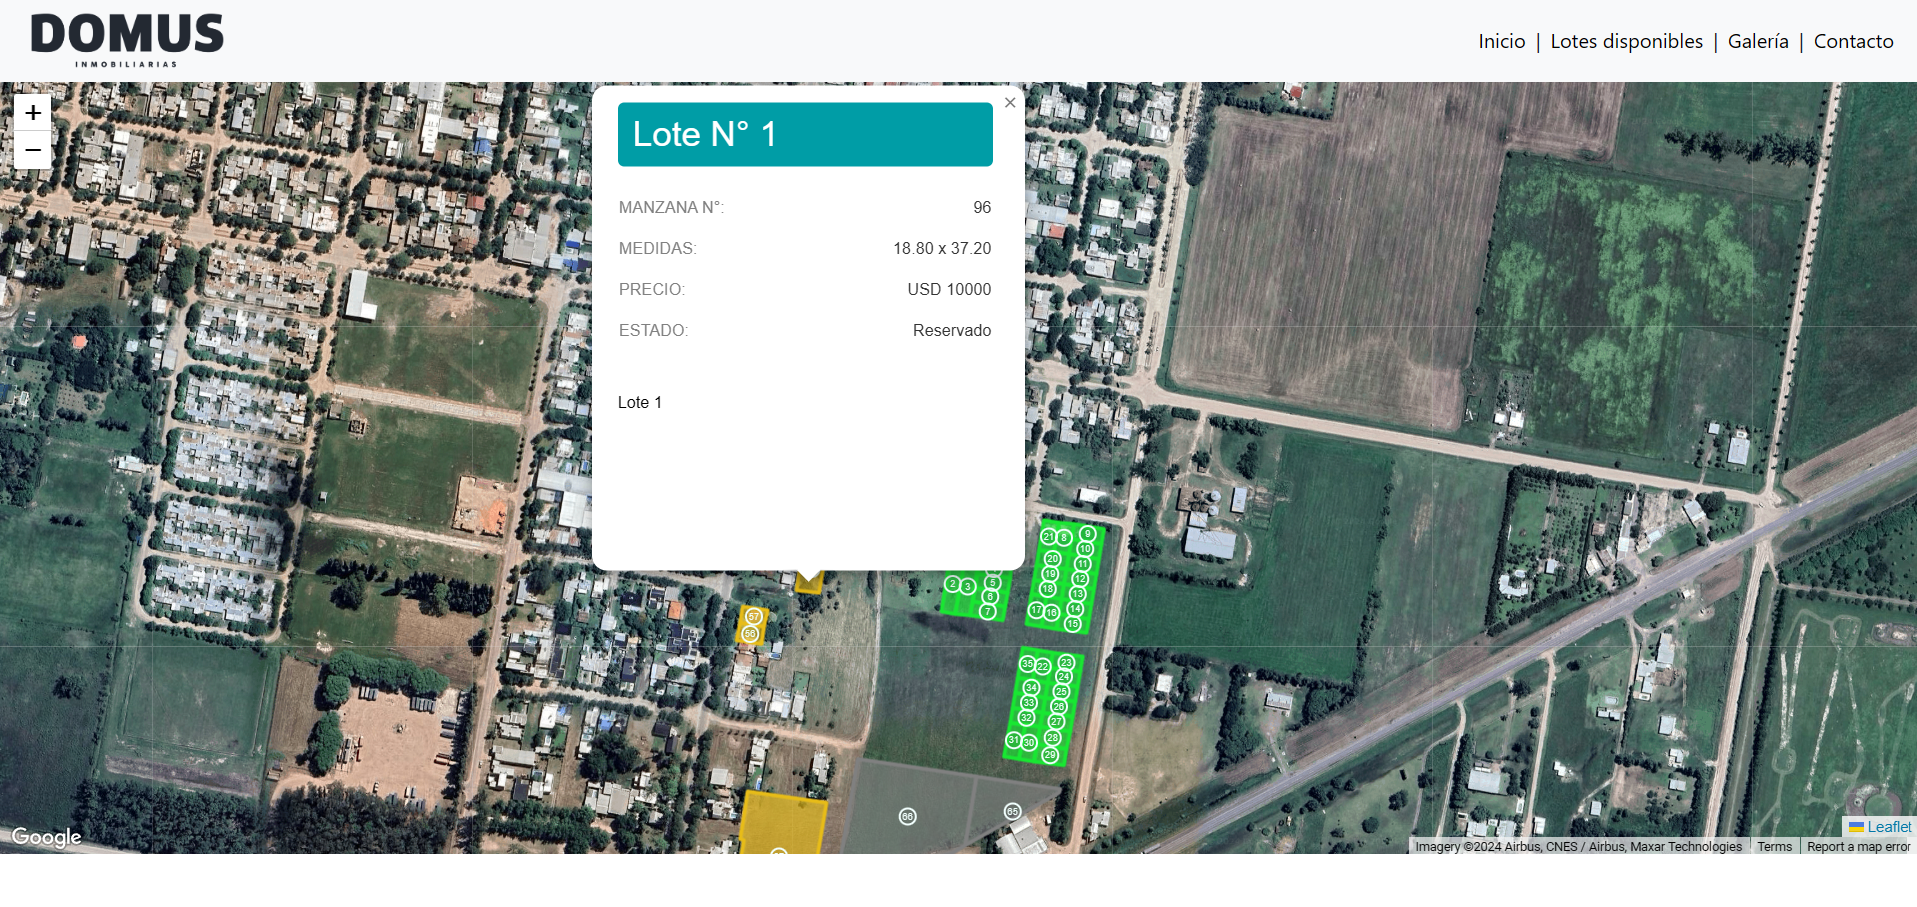 DOMUS
INMOBILIARIAS
Inicio | Lotes disponibles | Galería | Contacto
+
−
×
Lote N° 1
MANZANA N°: 96
MEDIDAS: 18.80 x 37.20
PRECIO: USD 10000
ESTADO: Reservado
Lote 1
21 8 9
10
20 11
19 12
18 13
17 16 14
15
2 3 5
6
7
57
56
35 22 23
24
34 25
33 26
32 27
31 30 28
29
66
65
Google
Leaflet
Imagery ©2024 Airbus, CNES / Airbus, Maxar Technologies Terms Report a map error